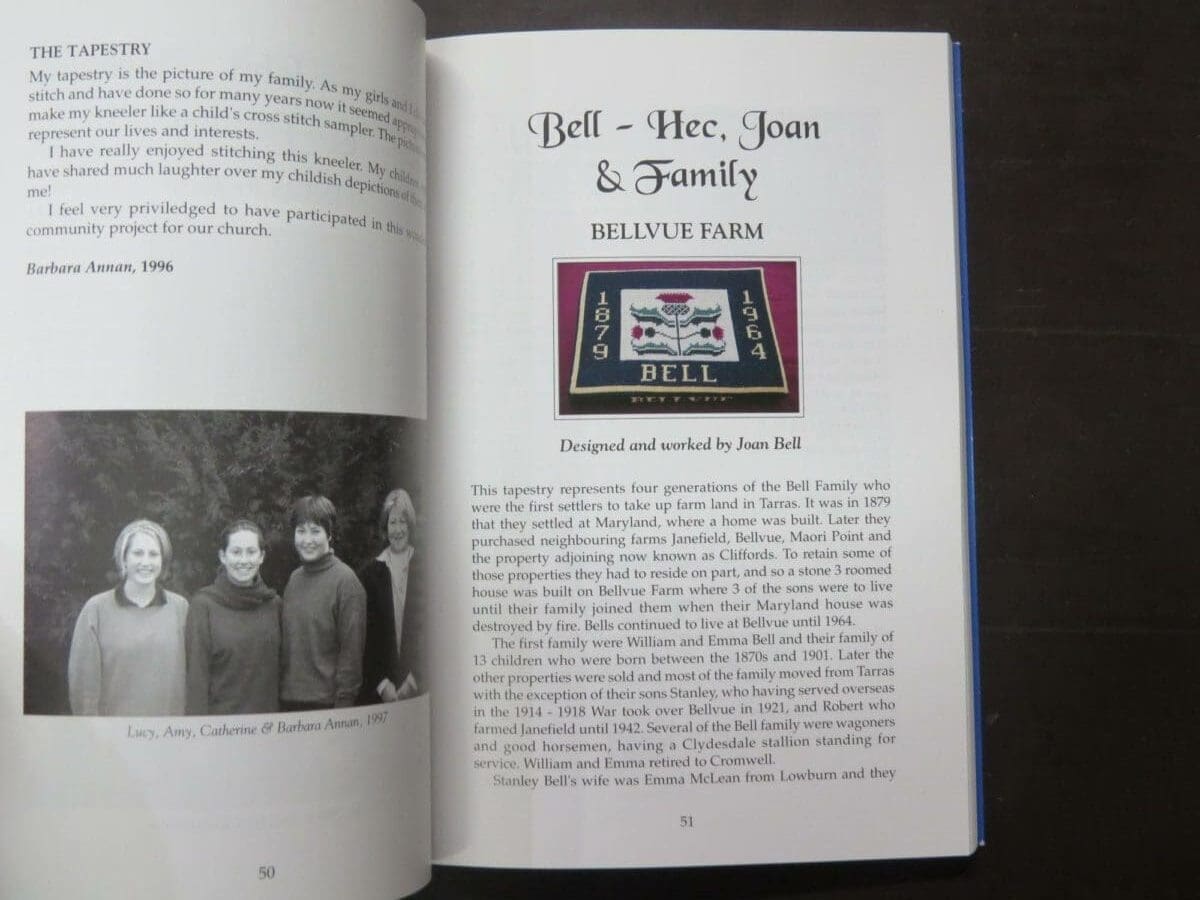 THE TAPESTRY
My tapestry is the picture of my family. As my girls and I
stitch and have done so for many years now it seemed
make my kneeler like a child's cross stitch sampler. The
represent our lives and interests.
I have really enjoyed stitching this kneeler. My children
have shared much laughter over my childish depictions of
me!
I feel very priviledged to have participated in this
community project for our church.
Barbara Annan, 1996
Lucy, Amy, Catherine & Barbara Annan, 1997
50
Bell – Hec, Joan
& Family
BELLVUE FARM
1879
1964
BELL
BELLVUE
Designed and worked by Joan Bell
This tapestry represents four generations of the Bell Family who
were the first settlers to take up farm land in Tarras. It was in 1879
that they settled at Maryland, where a home was built. Later they
purchased neighbouring farms Janefield, Bellvue, Maori Point and
the property adjoining now known as Cliffords. To retain some of
those properties they had to reside on part, and so a stone 3 roomed
house was built on Bellvue Farm where 3 of the sons were to live
until their family joined them when their Maryland house was
destroyed by fire. Bells continued to live at Bellvue until 1964.
The first family were William and Emma Bell and their family of
13 children who were born between the 1870s and 1901. Later the
other properties were sold and most of the family moved from Tarras
with the exception of their sons Stanley, who having served overseas
in the 1914 - 1918 War took over Bellvue in 1921, and Robert who
farmed Janefield until 1942. Several of the Bell family were wagoners
and good horsemen, having a Clydesdale stallion standing for
service. William and Emma retired to Cromwell.
Stanley Bell's wife was Emma McLean from Lowburn and they
51